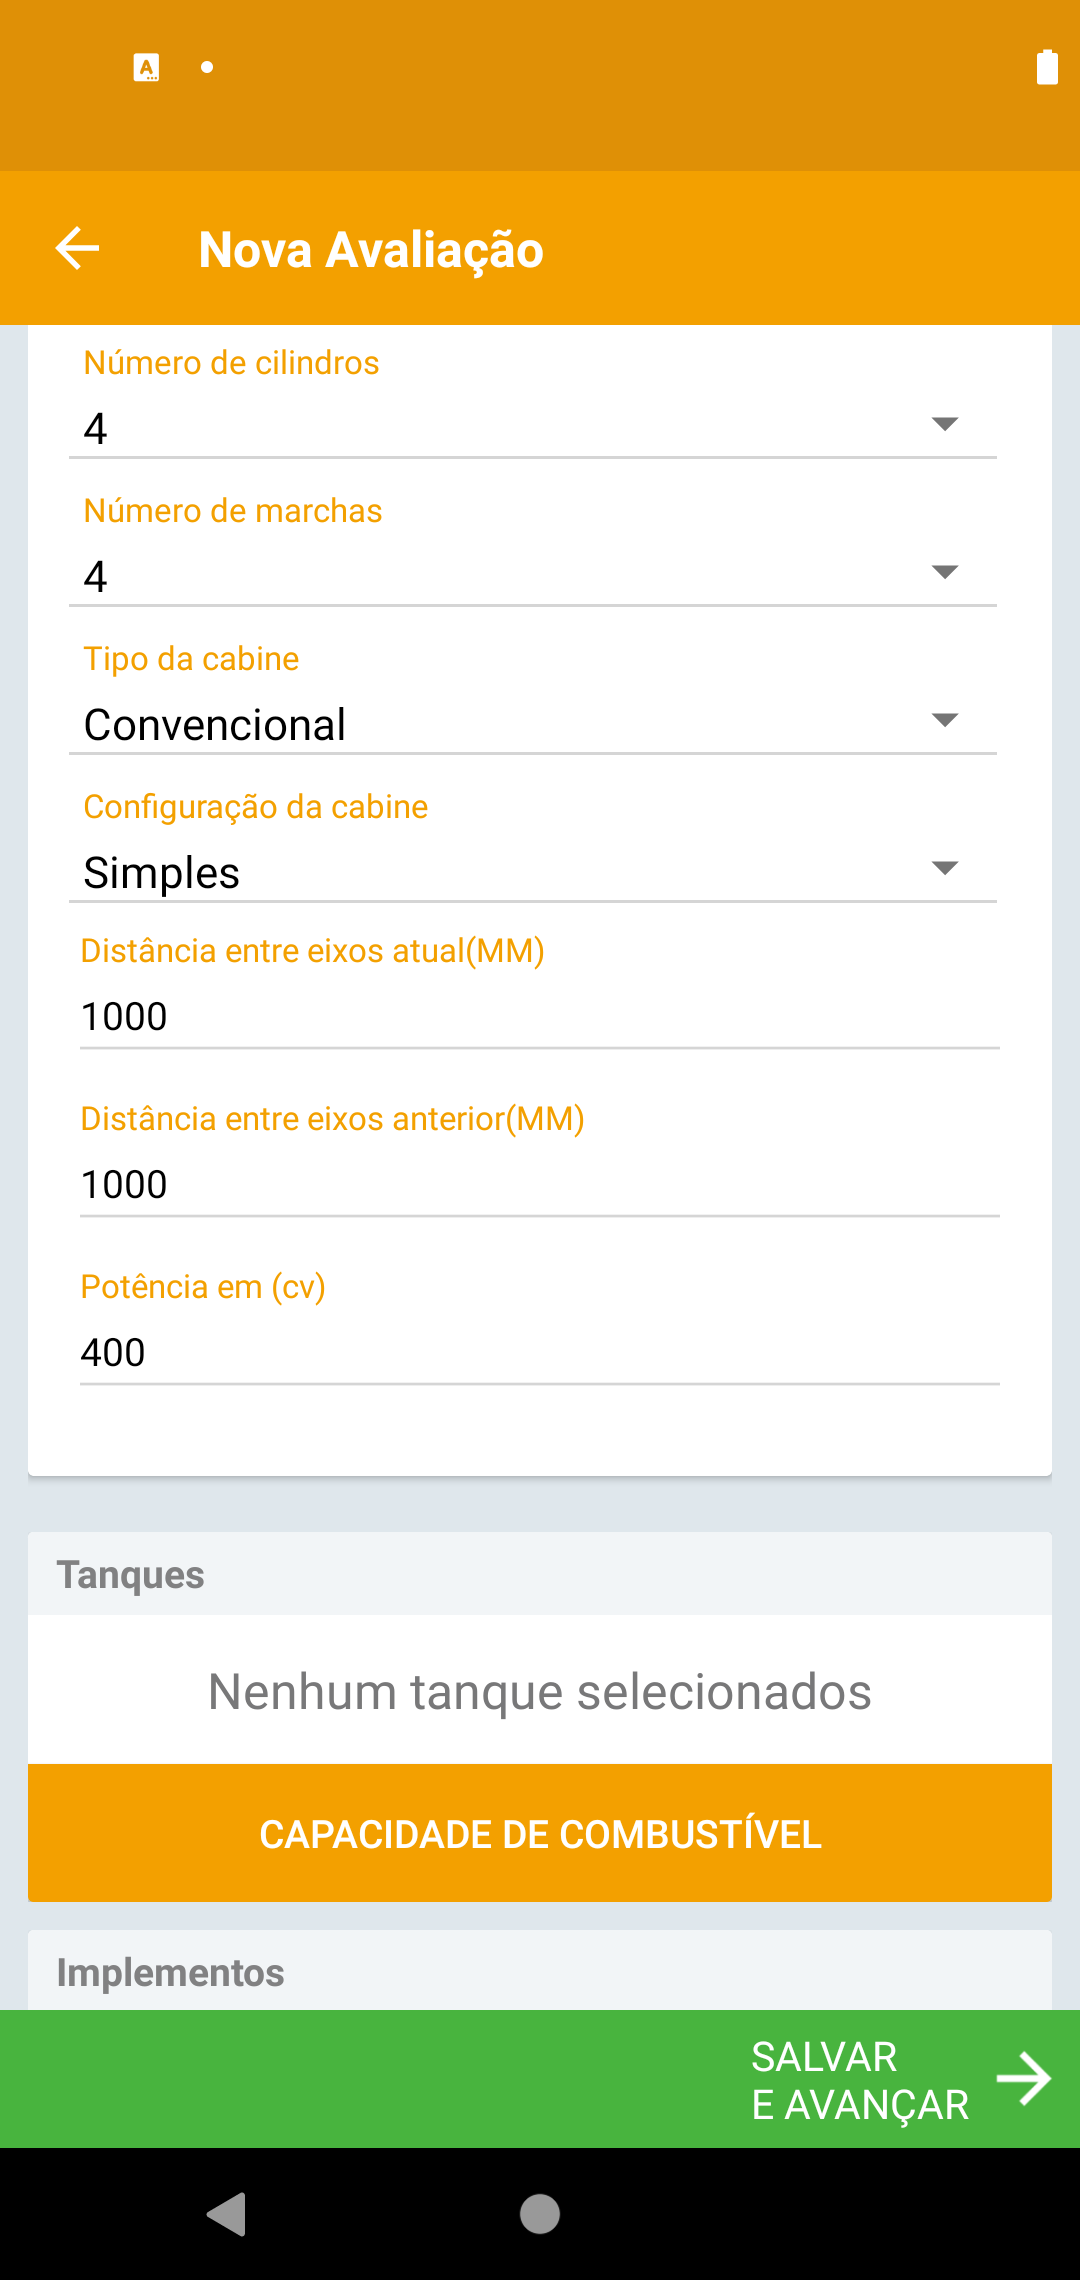 Nova Avaliação
Número de cilindros
4
Número de marchas
4
Tipo da cabine
Convencional
Configuração da cabine
Simples
Distância entre eixos atual(MM)
1000
Distância entre eixos anterior(MM)
1000
Potência em (cv)
400
Tanques
Nenhum tanque selecionados
CAPACIDADE DE COMBUSTÍVEL
Implementos
SALVAR
E AVANÇAR